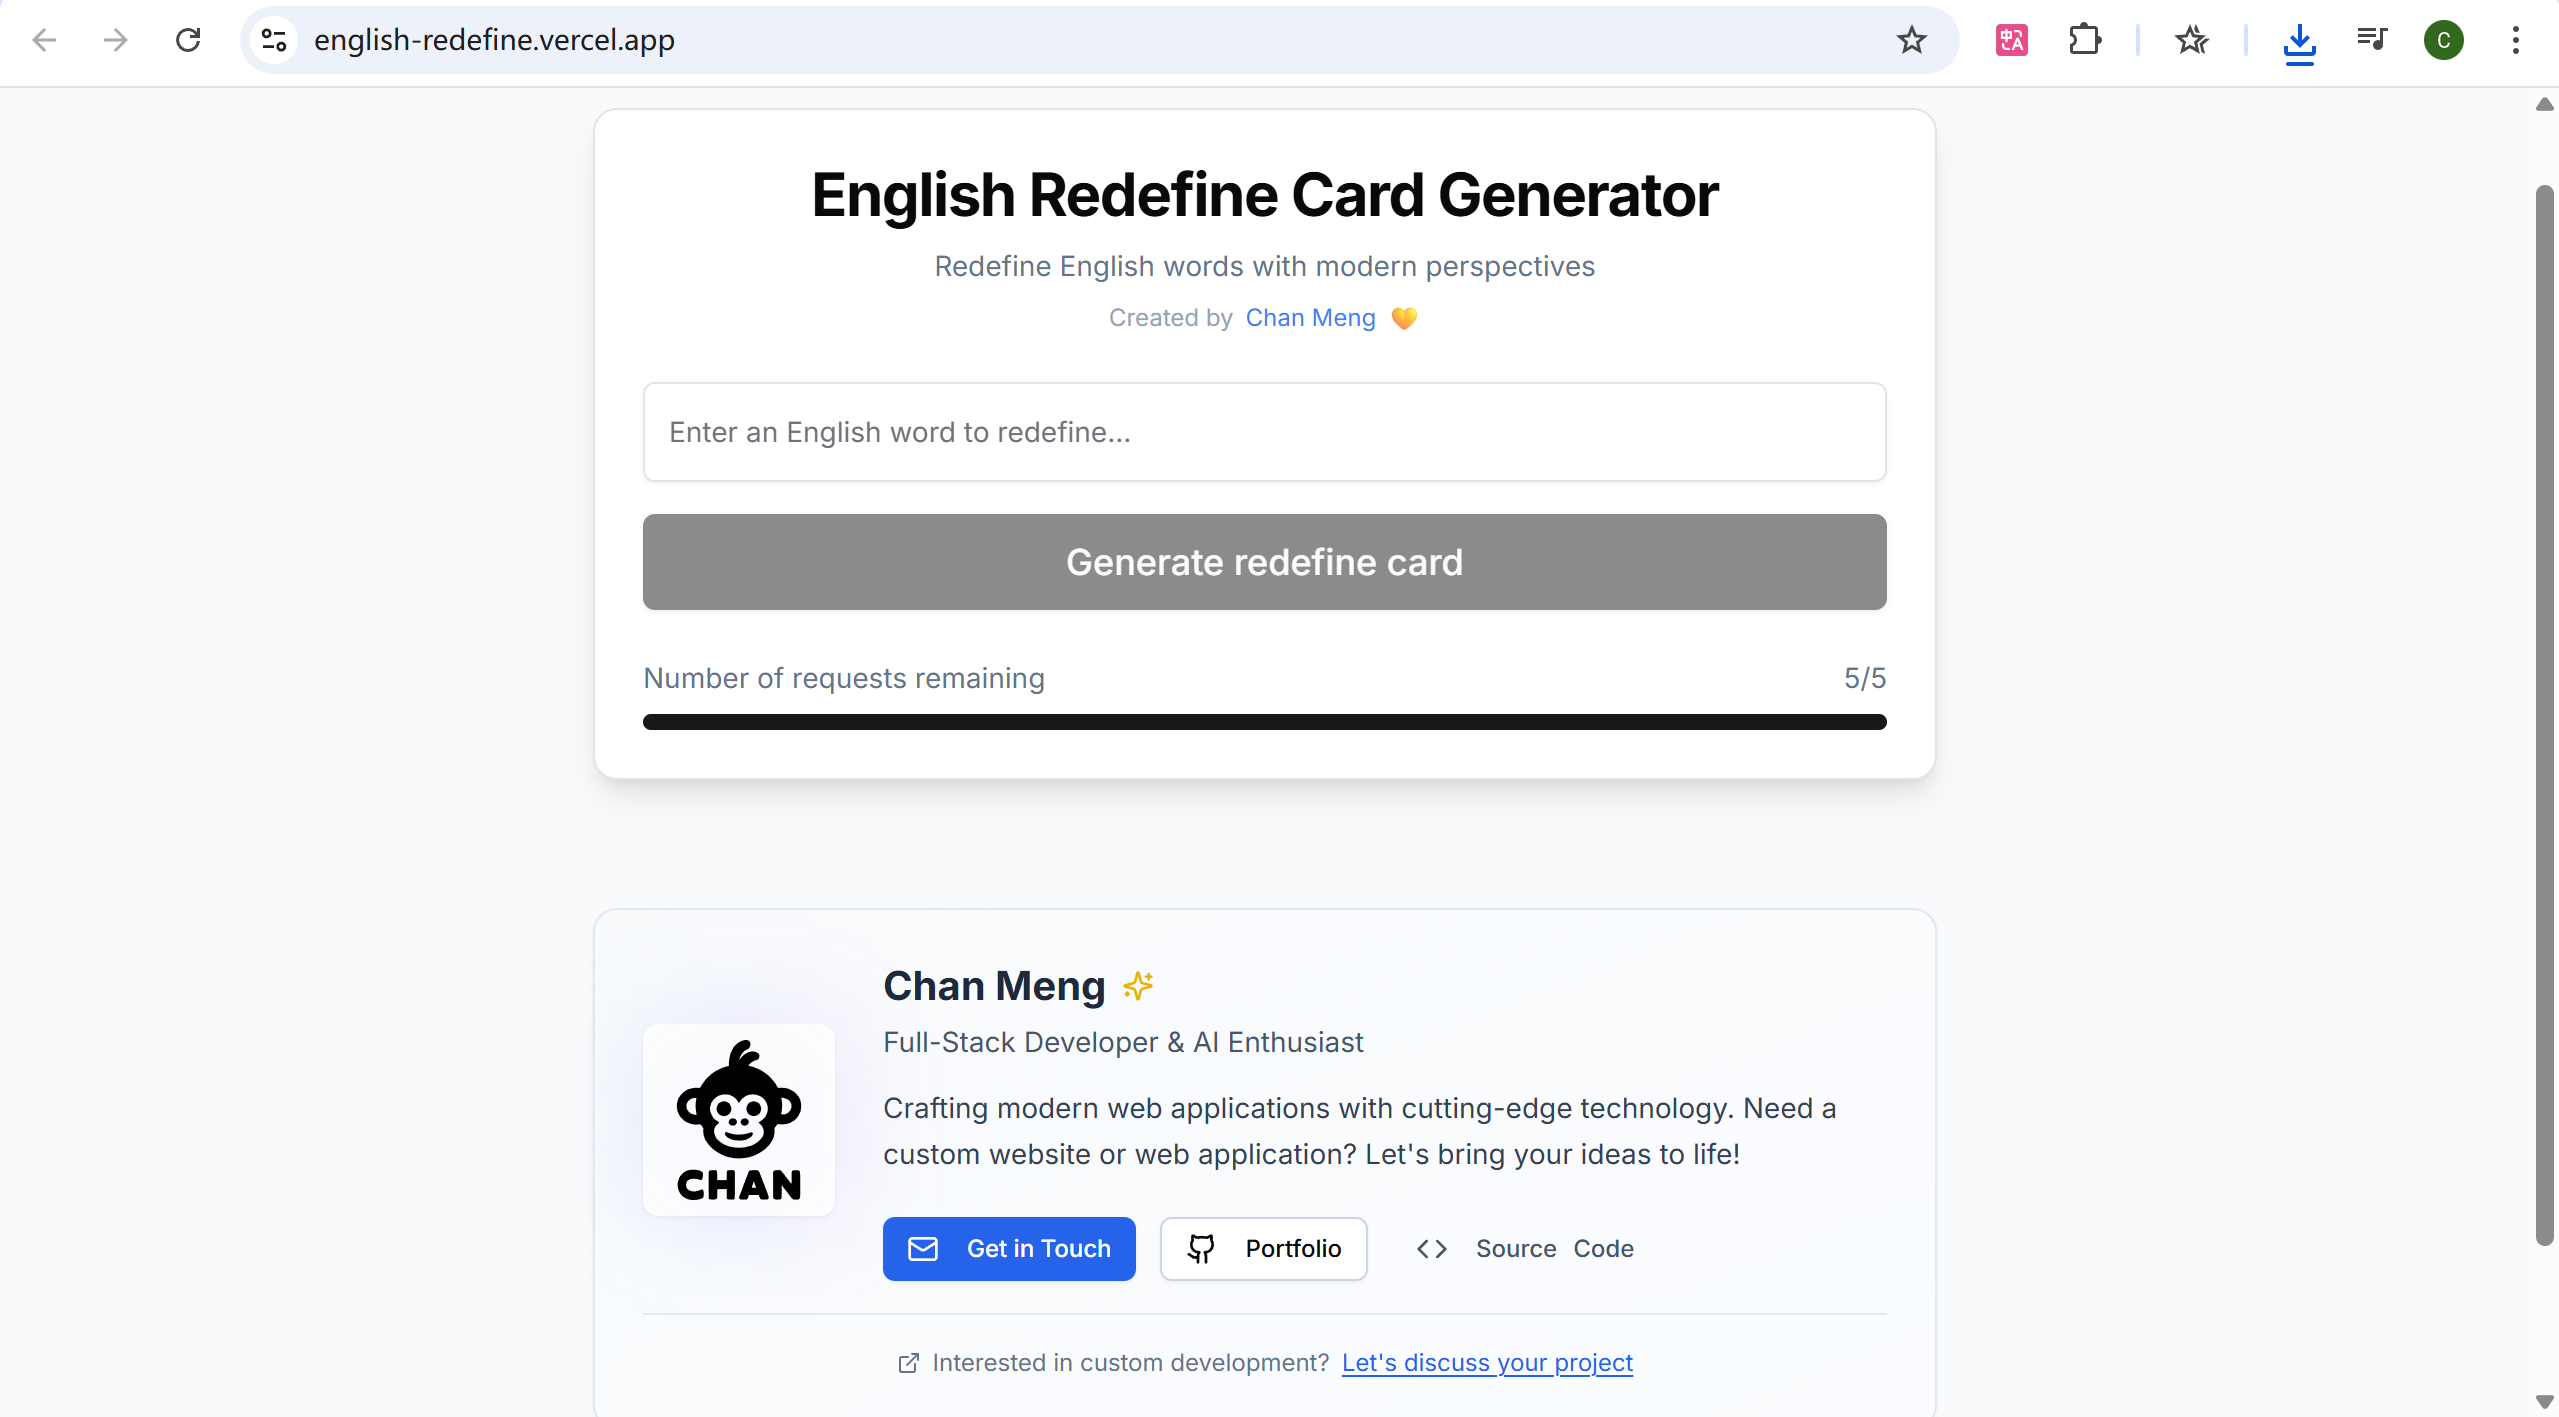 english-redefine.vercel.app
C
English Redefine Card Generator
Redefine English words with modern perspectives
Created by Chan Meng 💛
Enter an English word to redefine...
Generate redefine card
Number of requests remaining 5/5
Chan Meng
Full-Stack Developer & AI Enthusiast
Crafting modern web applications with cutting-edge technology. Need a
custom website or web application? Let's bring your ideas to life!
CHAN
Get in Touch Portfolio Source Code
Interested in custom development? Let's discuss your project